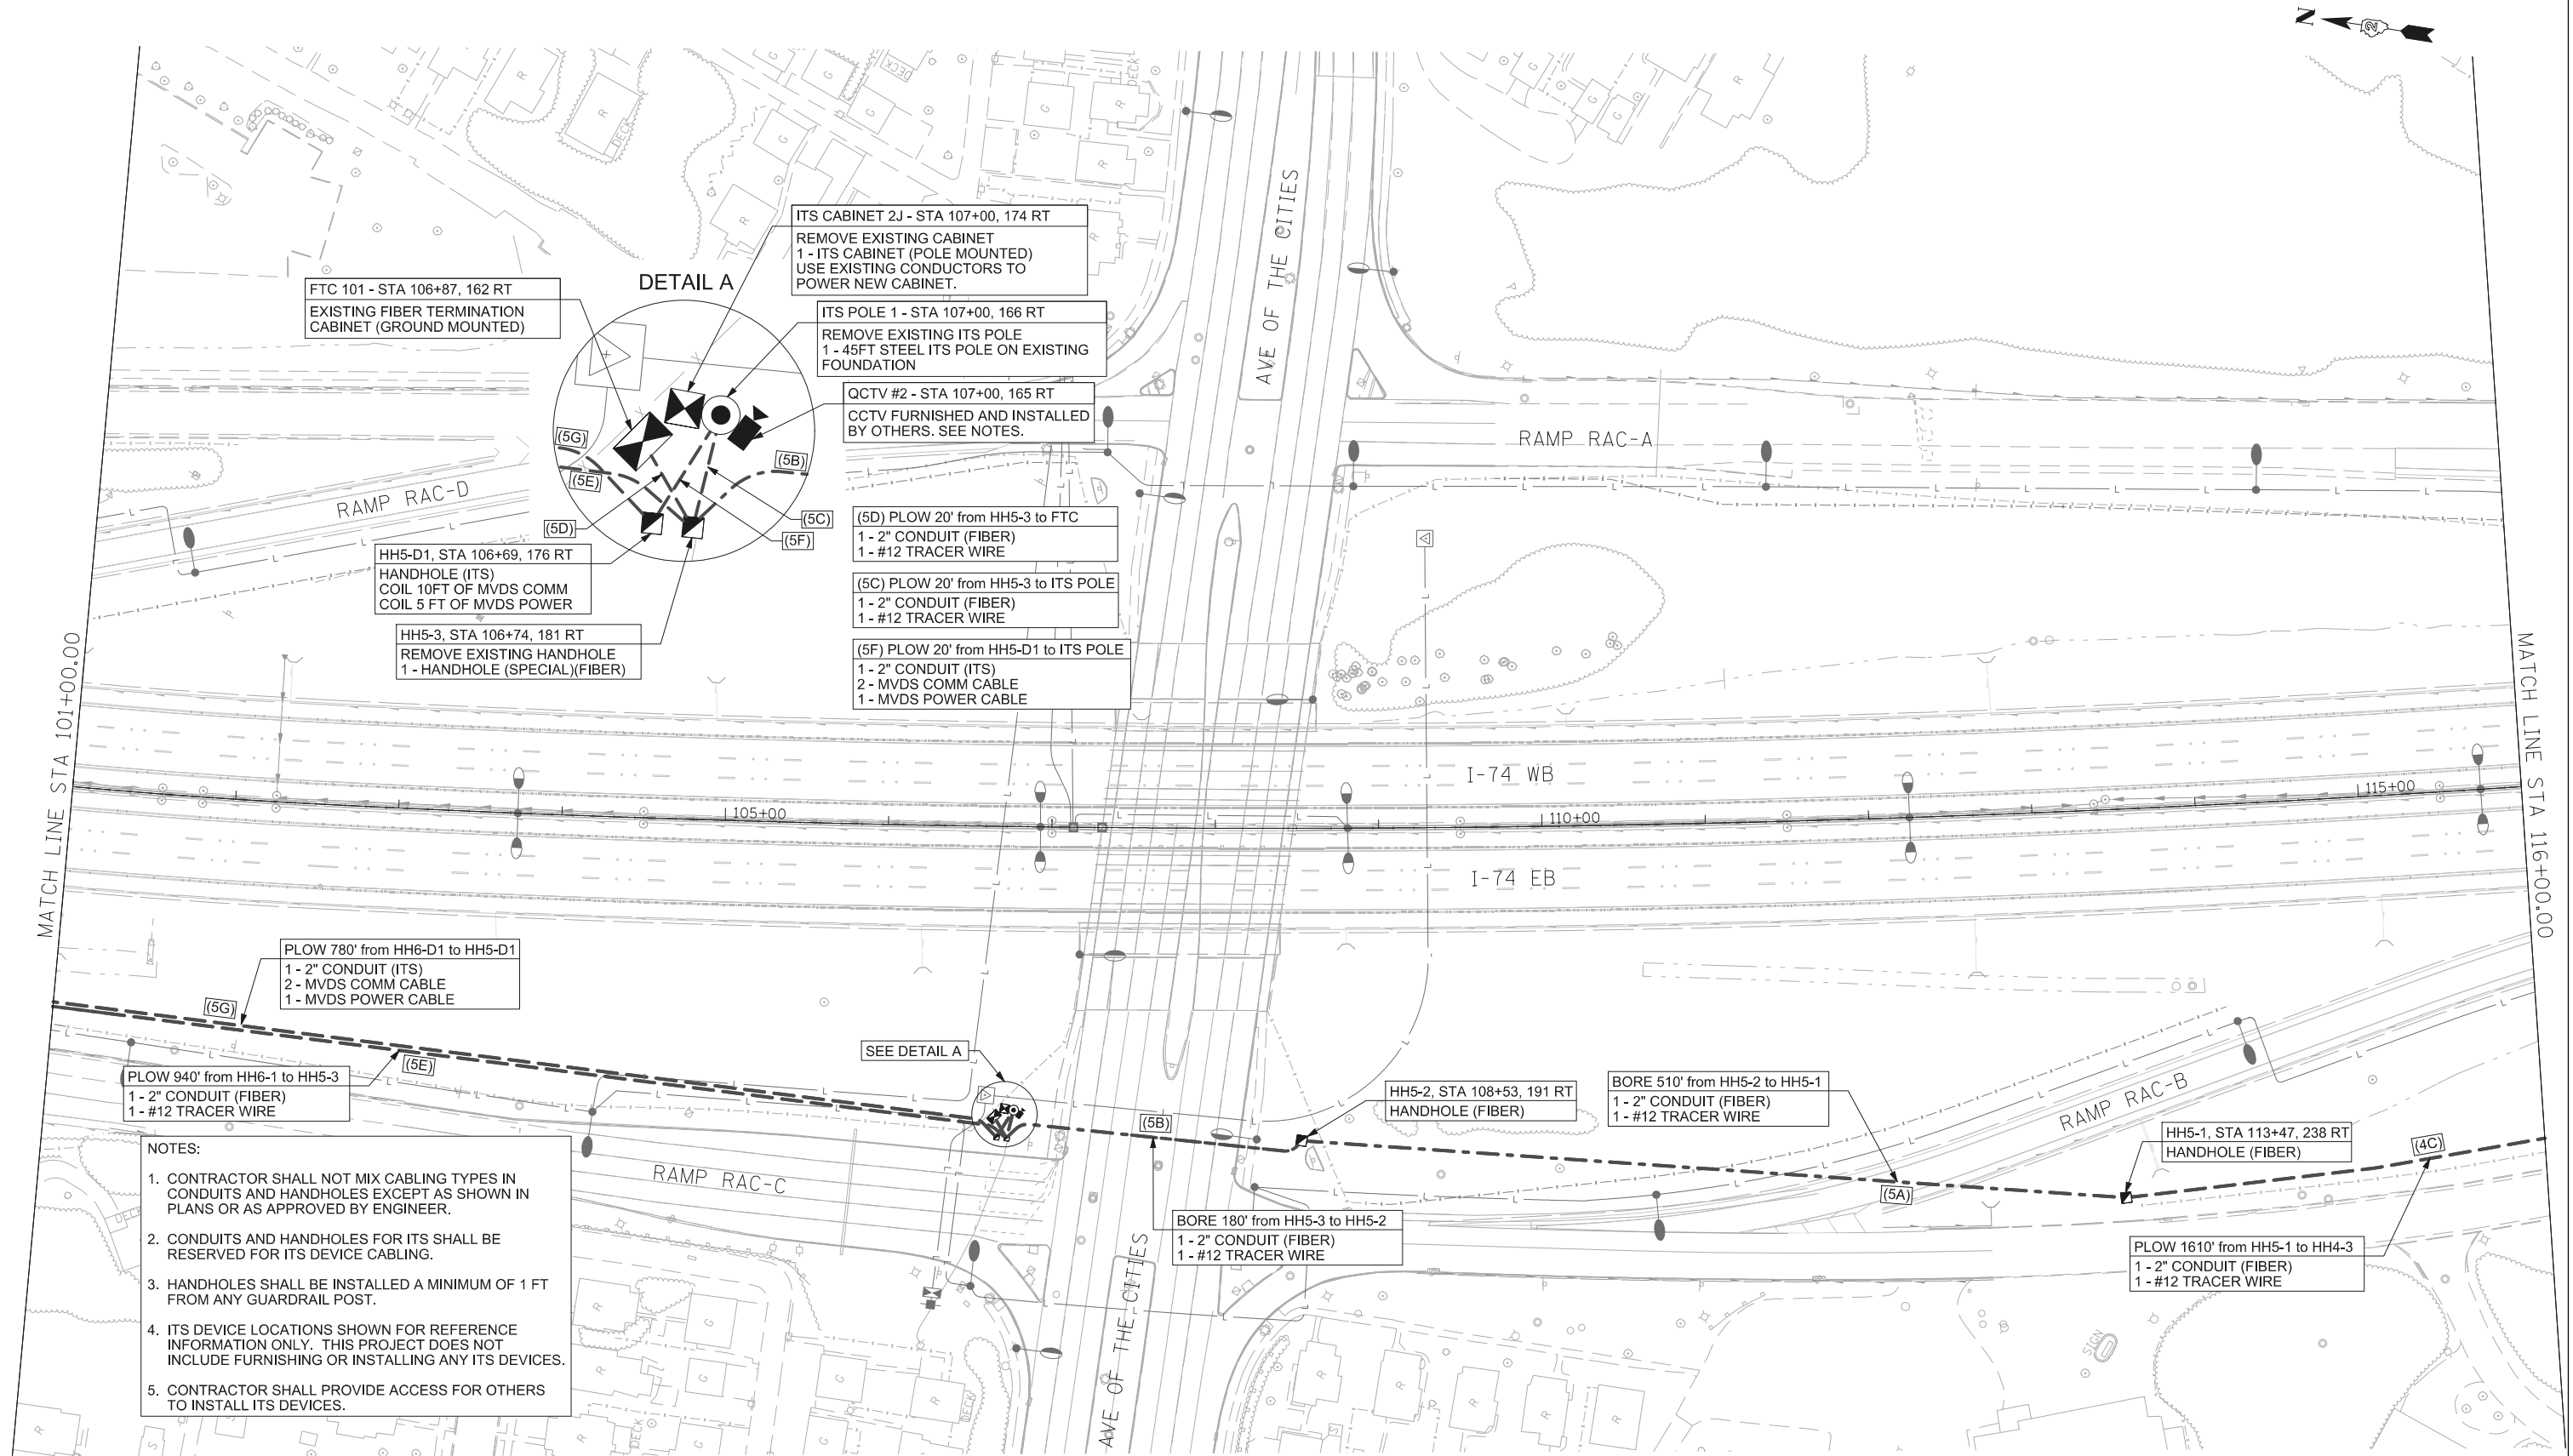 N
2
DETAIL A
ITS CABINET 2J - STA 107+00, 174 RT
REMOVE EXISTING CABINET
1 - ITS CABINET (POLE MOUNTED)
USE EXISTING CONDUCTORS TO
POWER NEW CABINET.
FTC 101 - STA 106+87, 162 RT
EXISTING FIBER TERMINATION
CABINET (GROUND MOUNTED)
ITS POLE 1 - STA 107+00, 166 RT
REMOVE EXISTING ITS POLE
1 - 45FT STEEL ITS POLE ON EXISTING
FOUNDATION
QCTV #2 - STA 107+00, 165 RT
CCTV FURNISHED AND INSTALLED
BY OTHERS. SEE NOTES.
(5G)
(5E)
(5B)
(5D)
(5C)
(5F)
HH5-D1, STA 106+69, 176 RT
HANDHOLE (ITS)
COIL 10FT OF MVDS COMM
COIL 5 FT OF MVDS POWER
HH5-3, STA 106+74, 181 RT
REMOVE EXISTING HANDHOLE
1 - HANDHOLE (SPECIAL)(FIBER)
(5D) PLOW 20' from HH5-3 to FTC
1 - 2" CONDUIT (FIBER)
1 - #12 TRACER WIRE
(5C) PLOW 20' from HH5-3 to ITS POLE
1 - 2" CONDUIT (FIBER)
1 - #12 TRACER WIRE
(5F) PLOW 20' from HH5-D1 to ITS POLE
1 - 2" CONDUIT (ITS)
2 - MVDS COMM CABLE
1 - MVDS POWER CABLE
AVE OF THE CITIES
RAMP RAC-A
RAMP RAC-D
MATCH LINE STA 101+00.00
MATCH LINE STA 116+00.00
I-74 WB
105+00
110+00
115+00
I-74 EB
PLOW 780' from HH6-D1 to HH5-D1
1 - 2" CONDUIT (ITS)
2 - MVDS COMM CABLE
1 - MVDS POWER CABLE
(5G)
(5E)
PLOW 940' from HH6-1 to HH5-3
1 - 2" CONDUIT (FIBER)
1 - #12 TRACER WIRE
SEE DETAIL A
(5B)
HH5-2, STA 108+53, 191 RT
HANDHOLE (FIBER)
BORE 510' from HH5-2 to HH5-1
1 - 2" CONDUIT (FIBER)
1 - #12 TRACER WIRE
RAMP RAC-B
(5A)
HH5-1, STA 113+47, 238 RT
HANDHOLE (FIBER)
(4C)
RAMP RAC-C
BORE 180' from HH5-3 to HH5-2
1 - 2" CONDUIT (FIBER)
1 - #12 TRACER WIRE
PLOW 1610' from HH5-1 to HH4-3
1 - 2" CONDUIT (FIBER)
1 - #12 TRACER WIRE
AVE OF THE CITIES
SIGN
DECK
DECK
DECK
NOTES:
1. CONTRACTOR SHALL NOT MIX CABLING TYPES IN
CONDUITS AND HANDHOLES EXCEPT AS SHOWN IN
PLANS OR AS APPROVED BY ENGINEER.
2. CONDUITS AND HANDHOLES FOR ITS SHALL BE
RESERVED FOR ITS DEVICE CABLING.
3. HANDHOLES SHALL BE INSTALLED A MINIMUM OF 1 FT
FROM ANY GUARDRAIL POST.
4. ITS DEVICE LOCATIONS SHOWN FOR REFERENCE
INFORMATION ONLY. THIS PROJECT DOES NOT
INCLUDE FURNISHING OR INSTALLING ANY ITS DEVICES.
5. CONTRACTOR SHALL PROVIDE ACCESS FOR OTHERS
TO INSTALL ITS DEVICES.